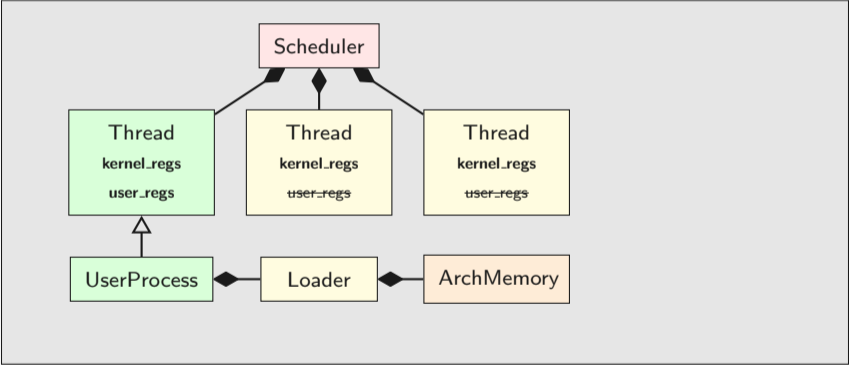 Scheduler
Thread
kernel_regs
user_regs
Thread
kernel_regs
user_regs
Thread
kernel_regs
user_regs
UserProcess
Loader
ArchMemory